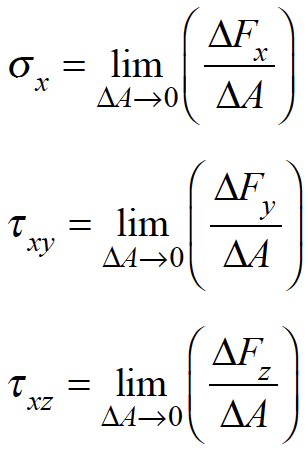 σ_x = lim_{ΔA→0} (ΔF_x / ΔA)
τ_xy = lim_{ΔA→0} (ΔF_y / ΔA)
τ_xz = lim_{ΔA→0} (ΔF_z / ΔA)